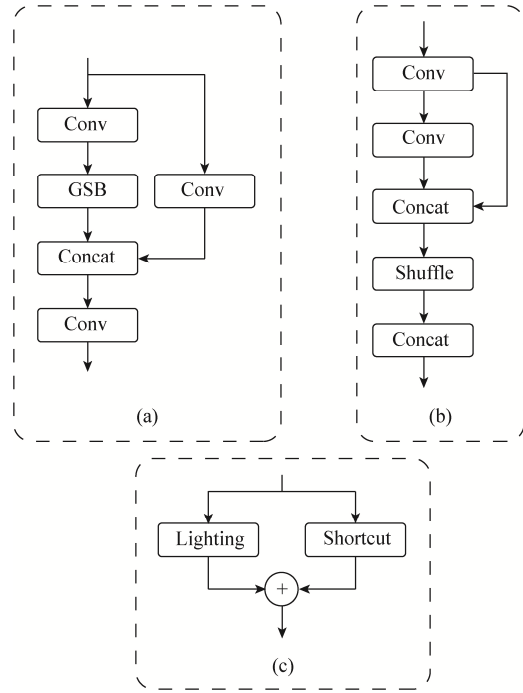 Conv
GSB
Conv
Concat
Conv
(a)
Conv
Conv
Concat
Shuffle
Concat
(b)
Lighting
Shortcut
+
(c)